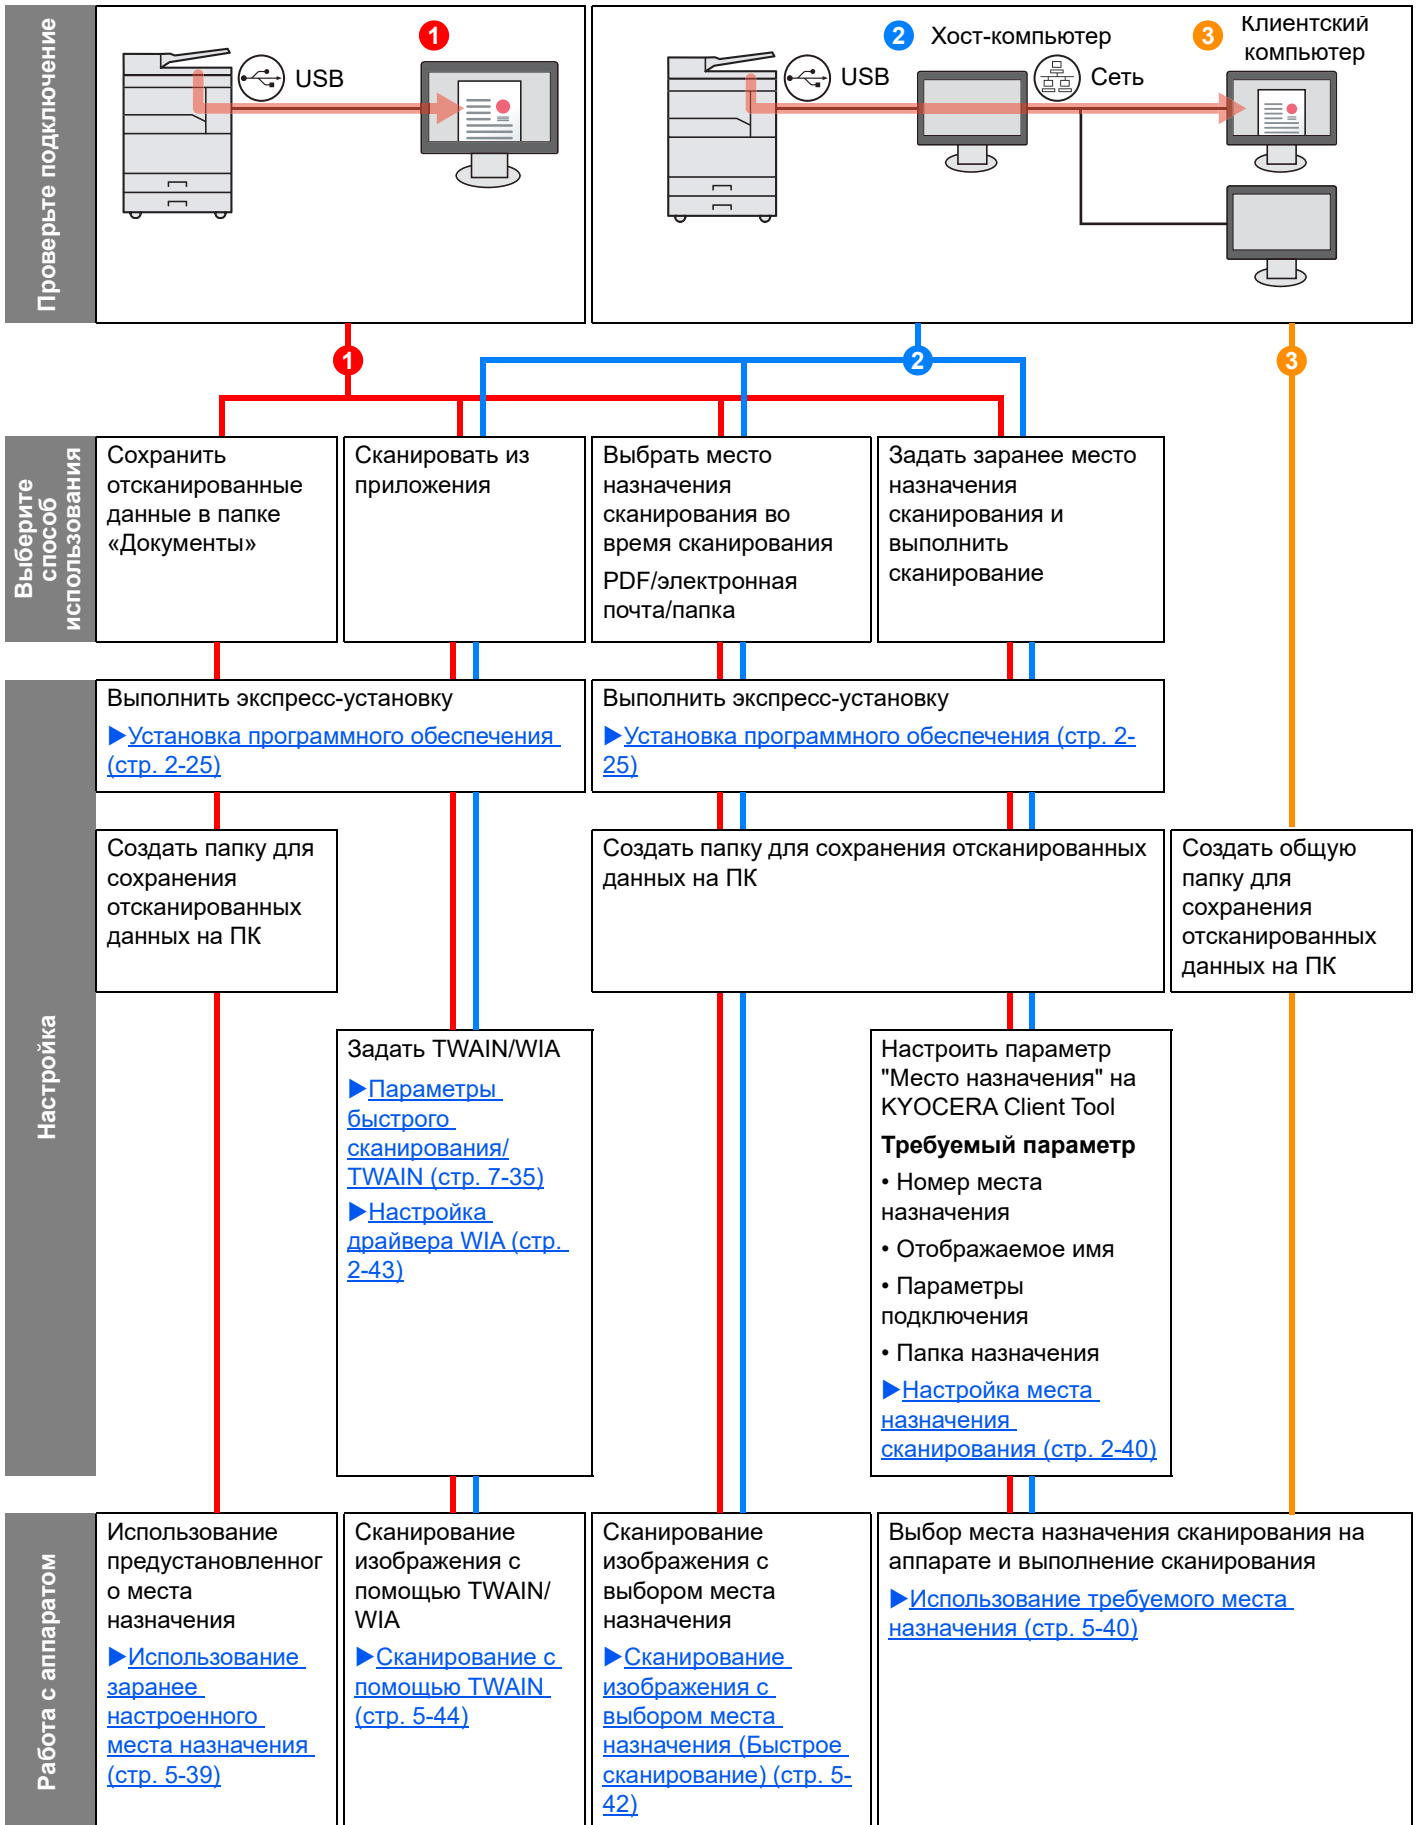 Проверьте подключение
1
USB
2 Хост-компьютер
USB
Сеть
3 Клиентский
компьютер
1
2
3
Выберите
способ
использования
Сохранить
отсканированные
данные в папке
«Документы»
Сканировать из
приложения
Выбрать место
назначения
сканирования во
время сканирования
PDF/электронная
почта/папка
Задать заранее место
назначения
сканирования и
выполнить
сканирование
Настройка
Выполнить экспресс-установку
▶Установка программного обеспечения
(стр. 2-25)
Выполнить экспресс-установку
▶Установка программного обеспечения (стр. 2-
25)
Создать папку для
сохранения
отсканированных
данных на ПК
Создать папку для сохранения отсканированных
данных на ПК
Создать общую
папку для
сохранения
отсканированных
данных на ПК
Задать TWAIN/WIA
▶Параметры
быстрого
сканирования/
TWAIN (стр. 7-35)
▶Настройка
драйвера WIA (стр.
2-43)
Настроить параметр
"Место назначения" на
KYOCERA Client Tool
Требуемый параметр
• Номер места
назначения
• Отображаемое имя
• Параметры
подключения
• Папка назначения
▶Настройка места
назначения
сканирования (стр. 2-40)
Работа с аппаратом
Использование
предустановленног
о места
назначения
▶Использование
заранее
настроенного
места назначения
(стр. 5-39)
Сканирование
изображения с
помощью TWAIN/
WIA
▶Сканирование с
помощью TWAIN
(стр. 5-44)
Сканирование
изображения с
выбором места
назначения
▶Сканирование
изображения с
выбором места
назначения (Быстрое
сканирование) (стр. 5-
42)
Выбор места назначения сканирования на
аппарате и выполнение сканирования
▶Использование требуемого места
назначения (стр. 5-40)